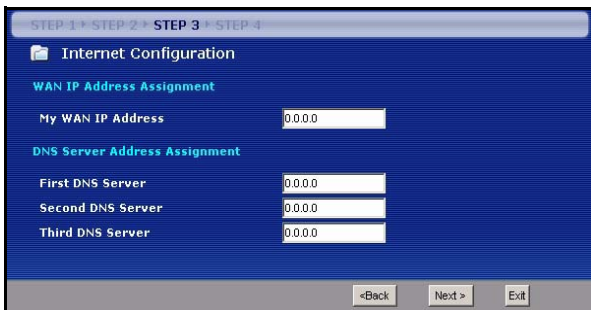 STEP 1 ▸ STEP 2 ▸ STEP 3 ▸ STEP 4
Internet Configuration
WAN IP Address Assignment
My WAN IP Address 0.0.0.0
DNS Server Address Assignment
First DNS Server 0.0.0.0
Second DNS Server 0.0.0.0
Third DNS Server 0.0.0.0
<Back Next > Exit